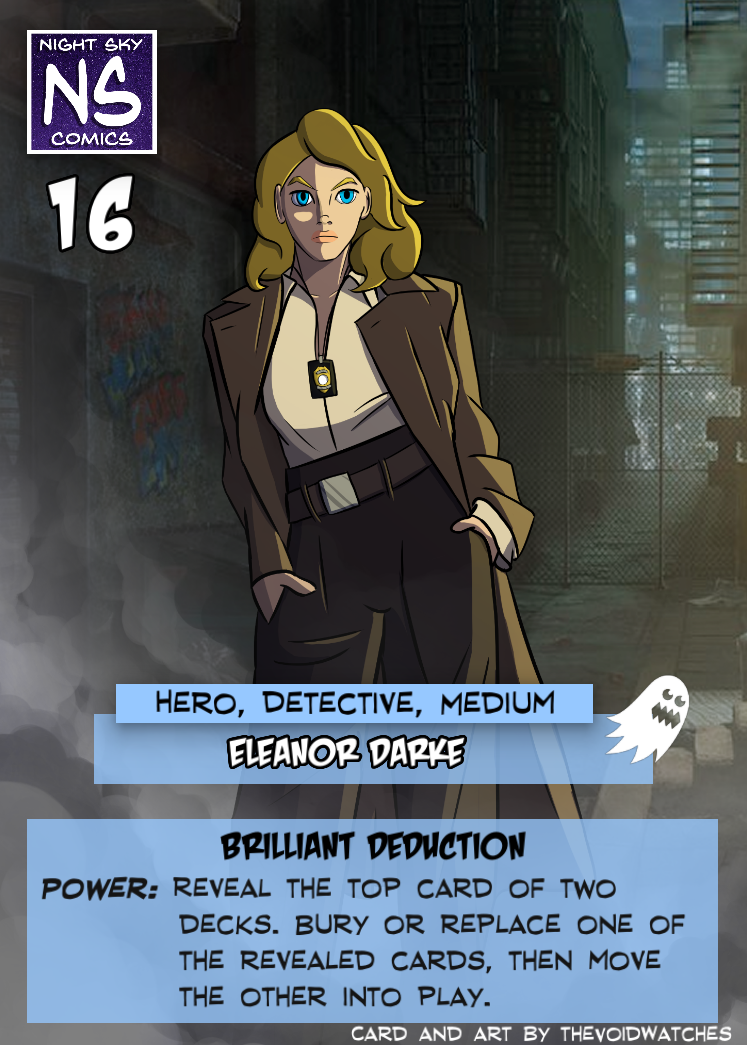 NIGHT SKY
NS
COMICS
16
HERO, DETECTIVE, MEDIUM
ELEANOR DARKE
BRILLIANT DEDUCTION
POWER: REVEAL THE TOP CARD OF TWO
DECKS. BURY OR REPLACE ONE OF
THE REVEALED CARDS, THEN MOVE
THE OTHER INTO PLAY.
CARD AND ART BY THEVOIDWATCHES